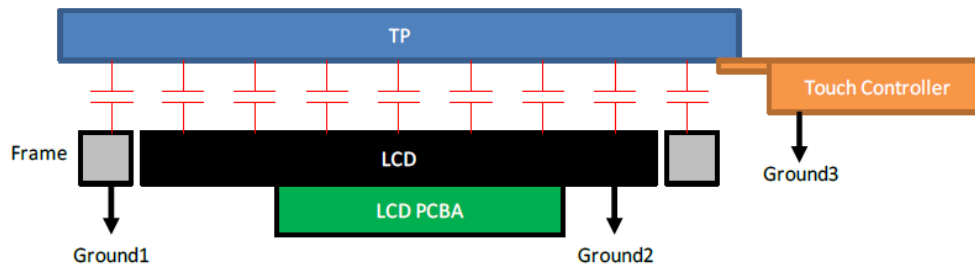 TP
Touch Controller
Frame
LCD
Ground3
LCD PCBA
Ground1
Ground2